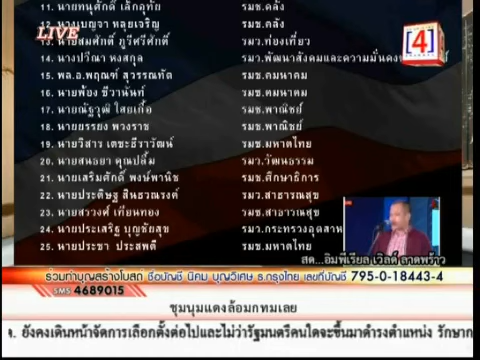 LIVE
[4]
11. นายทนุศักดิ์ เล็กอุทัย รมช.คลัง
12. นางเบญจา หลุยเจริญ รมช.คลัง
13. นายสมศักดิ์ ภูรีศรีศักดิ์ รมว.ท่องเที่ยว
14. นางปวีณา หงสกุล รมว.พัฒนาสังคมและความมั่นคงฯ
15. พล.อ.พฤณท์ สุวรรณทัต รมช.คมนาคม
16. นายพ้อง ชีวานันท์ รมช.คมนาคม
17. นายณัฐวุฒิ ใสยเกื้อ รมช.พาณิชย์
18. นายยรรยง พวงราช รมช.พาณิชย์
19. นายวิสาร เตชะธีราวัฒน์ รมช.มหาดไทย
20. นายสนธยา คุณปลื้ม รมว.วัฒนธรรม
21. นายเสริมศักดิ์ พงษ์พานิช รมช.ศึกษาธิการ
22. นายประดิษฐ สินธวณรงค์ รมว.สาธารณสุข
23. นายสรวงศ์ เทียนทอง รมช.สาธารณสุข
24. นายประเสริฐ บุญชัยสุข รมว.กระทรวงอุตสาห
25. นายประชา ประสพดี รมช.มหาดไทย
สด...อิมพีเรียล เวิลด์ ลาดพร้าว
ร่วมทำบุญสร้างโบสถ์ ชื่อบัญชี นิคม บุญวิเศษ ธ.กรุงไทย เลขที่บัญชี 795-0-18443-4
SMS 4689015
ชุมนุมแดงล้อมกทมเลย
จ. ยังคงเดินหน้าจัดการเลือกตั้งต่อไปและไม่ว่ารัฐมนตรีคนใดจะขึ้นมาดำรงตำแหน่ง รักษาก